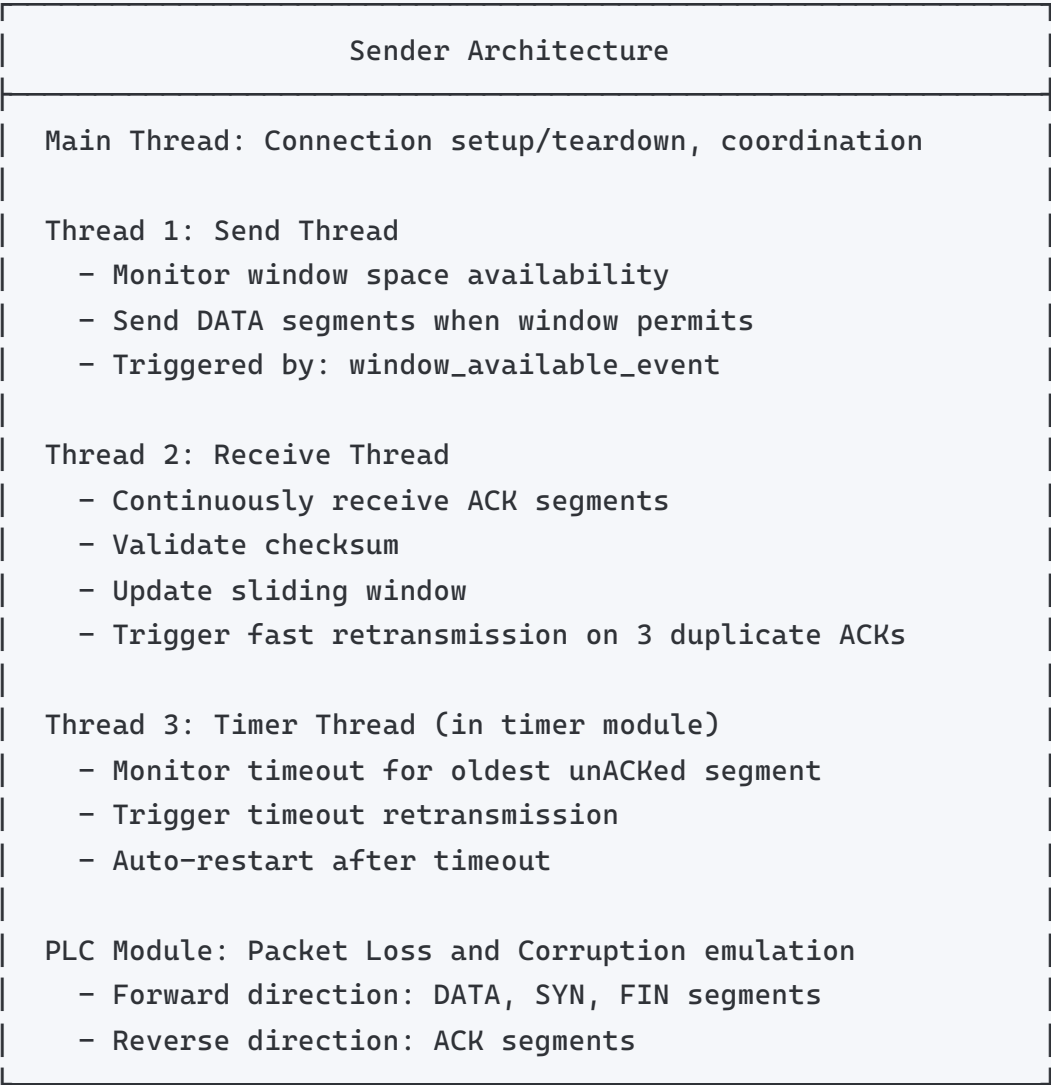 Sender Architecture
Main Thread: Connection setup/teardown, coordination
Thread 1: Send Thread
- Monitor window space availability
- Send DATA segments when window permits
- Triggered by: window_available_event
Thread 2: Receive Thread
- Continuously receive ACK segments
- Validate checksum
- Update sliding window
- Trigger fast retransmission on 3 duplicate ACKs
Thread 3: Timer Thread (in timer module)
- Monitor timeout for oldest unACKed segment
- Trigger timeout retransmission
- Auto-restart after timeout
PLC Module: Packet Loss and Corruption emulation
- Forward direction: DATA, SYN, FIN segments
- Reverse direction: ACK segments